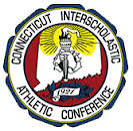 CONNECTICUT INTERSCHOLASTIC
ATHLETIC CONFERENCE
1921